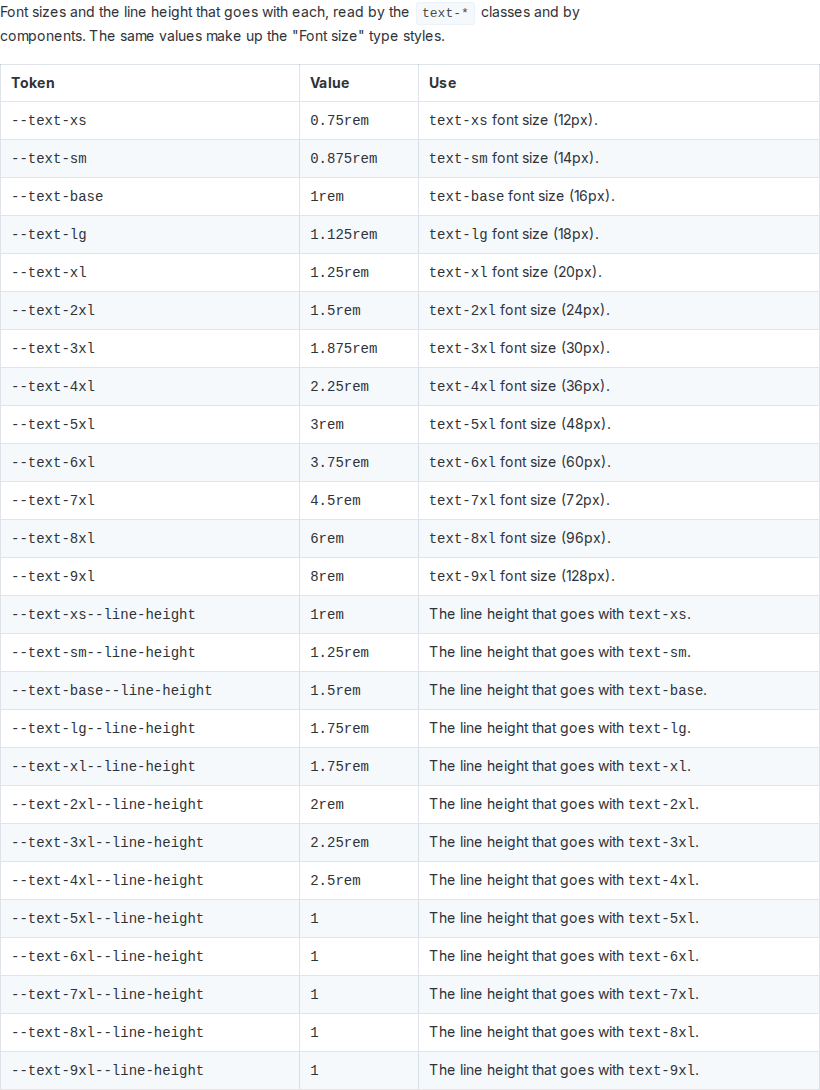 Font sizes and the line height that goes with each, read by the text-* classes and by
components. The same values make up the "Font size" type styles.
Token Value Use
--text-xs 0.75rem text-xs font size (12px).
--text-sm 0.875rem text-sm font size (14px).
--text-base 1rem text-base font size (16px).
--text-lg 1.125rem text-lg font size (18px).
--text-xl 1.25rem text-xl font size (20px).
--text-2xl 1.5rem text-2xl font size (24px).
--text-3xl 1.875rem text-3xl font size (30px).
--text-4xl 2.25rem text-4xl font size (36px).
--text-5xl 3rem text-5xl font size (48px).
--text-6xl 3.75rem text-6xl font size (60px).
--text-7xl 4.5rem text-7xl font size (72px).
--text-8xl 6rem text-8xl font size (96px).
--text-9xl 8rem text-9xl font size (128px).
--text-xs--line-height 1rem The line height that goes with text-xs.
--text-sm--line-height 1.25rem The line height that goes with text-sm.
--text-base--line-height 1.5rem The line height that goes with text-base.
--text-lg--line-height 1.75rem The line height that goes with text-lg.
--text-xl--line-height 1.75rem The line height that goes with text-xl.
--text-2xl--line-height 2rem The line height that goes with text-2xl.
--text-3xl--line-height 2.25rem The line height that goes with text-3xl.
--text-4xl--line-height 2.5rem The line height that goes with text-4xl.
--text-5xl--line-height 1 The line height that goes with text-5xl.
--text-6xl--line-height 1 The line height that goes with text-6xl.
--text-7xl--line-height 1 The line height that goes with text-7xl.
--text-8xl--line-height 1 The line height that goes with text-8xl.
--text-9xl--line-height 1 The line height that goes with text-9xl.